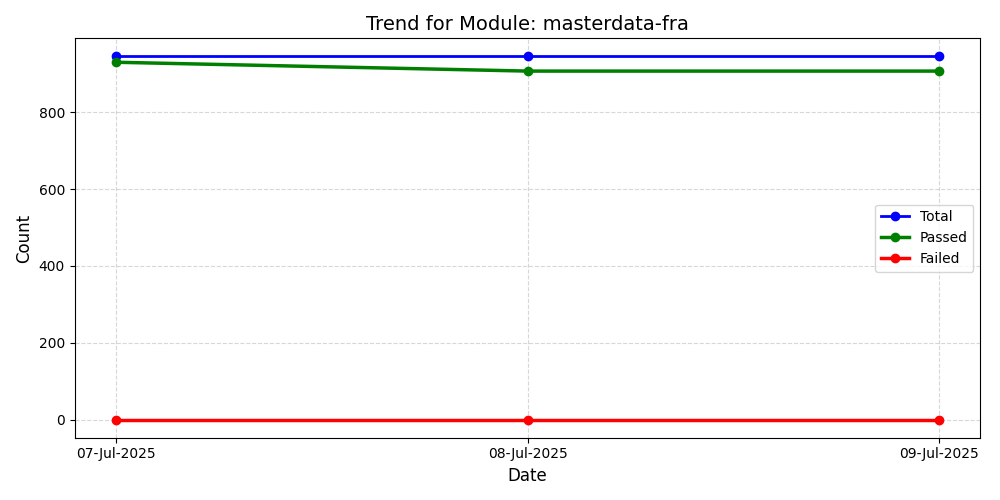 Trend for Module: masterdata-fra
Count
800
600
400
200
0
Total
Passed
Failed
07-Jul-2025
08-Jul-2025
09-Jul-2025
Date